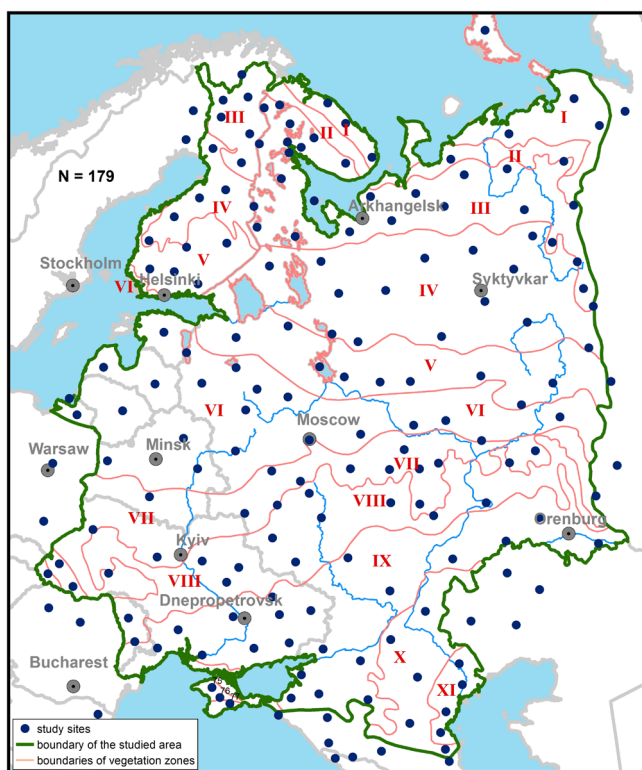 I
III
II
I
II
N = 179
IV
Arkhangelsk
III
V
Stockholm
VI
Helsinki
IV
Syktyvkar
V
VI
VI
Moscow
Warsaw
Minsk
VII
VIII
VII
Orenburg
Kyiv
IX
VIII
Dnepropetrovsk
X
Bucharest
XI
study sites
boundary of the studied area
boundaries of vegetation zones